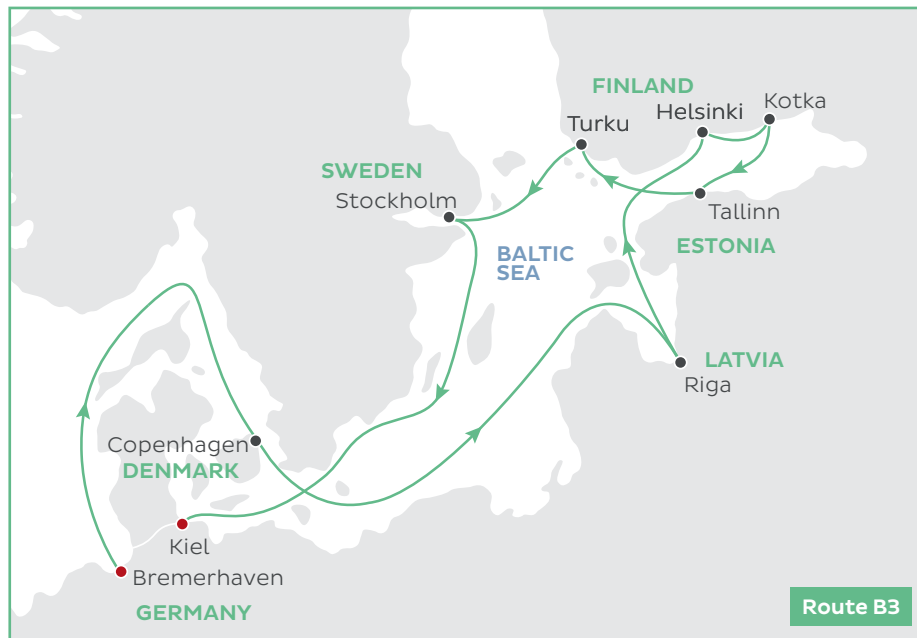 FINLAND
Kotka
Helsinki
Turku
SWEDEN
Stockholm
Tallinn
ESTONIA
BALTIC
SEA
LATVIA
Riga
Copenhagen
DENMARK
Kiel
Bremerhaven
GERMANY
Route B3